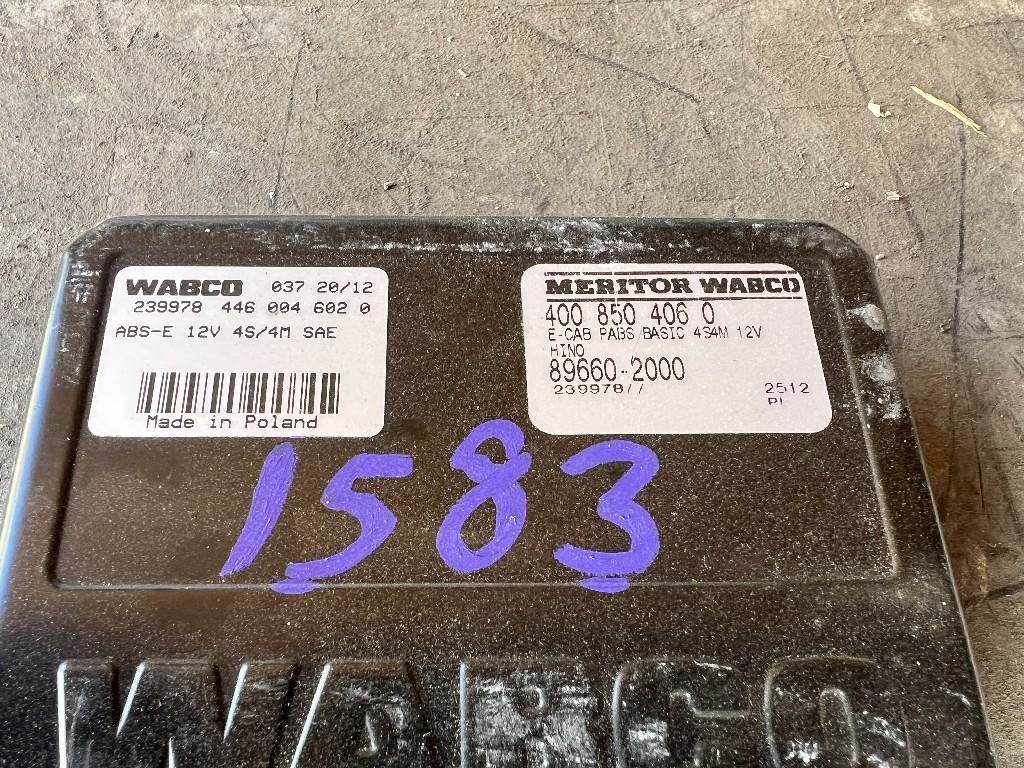 WABCO 037 20/12
239978 446 004 602 0
ABS-E 12V 4S/4M SAE
Made in Poland
MERITOR WABCO
400 850 406 0
E-CAB PABS/BASIC 4S4M 12V
HINO
89660-2000
239978// 2512
PL
1583
WABCO